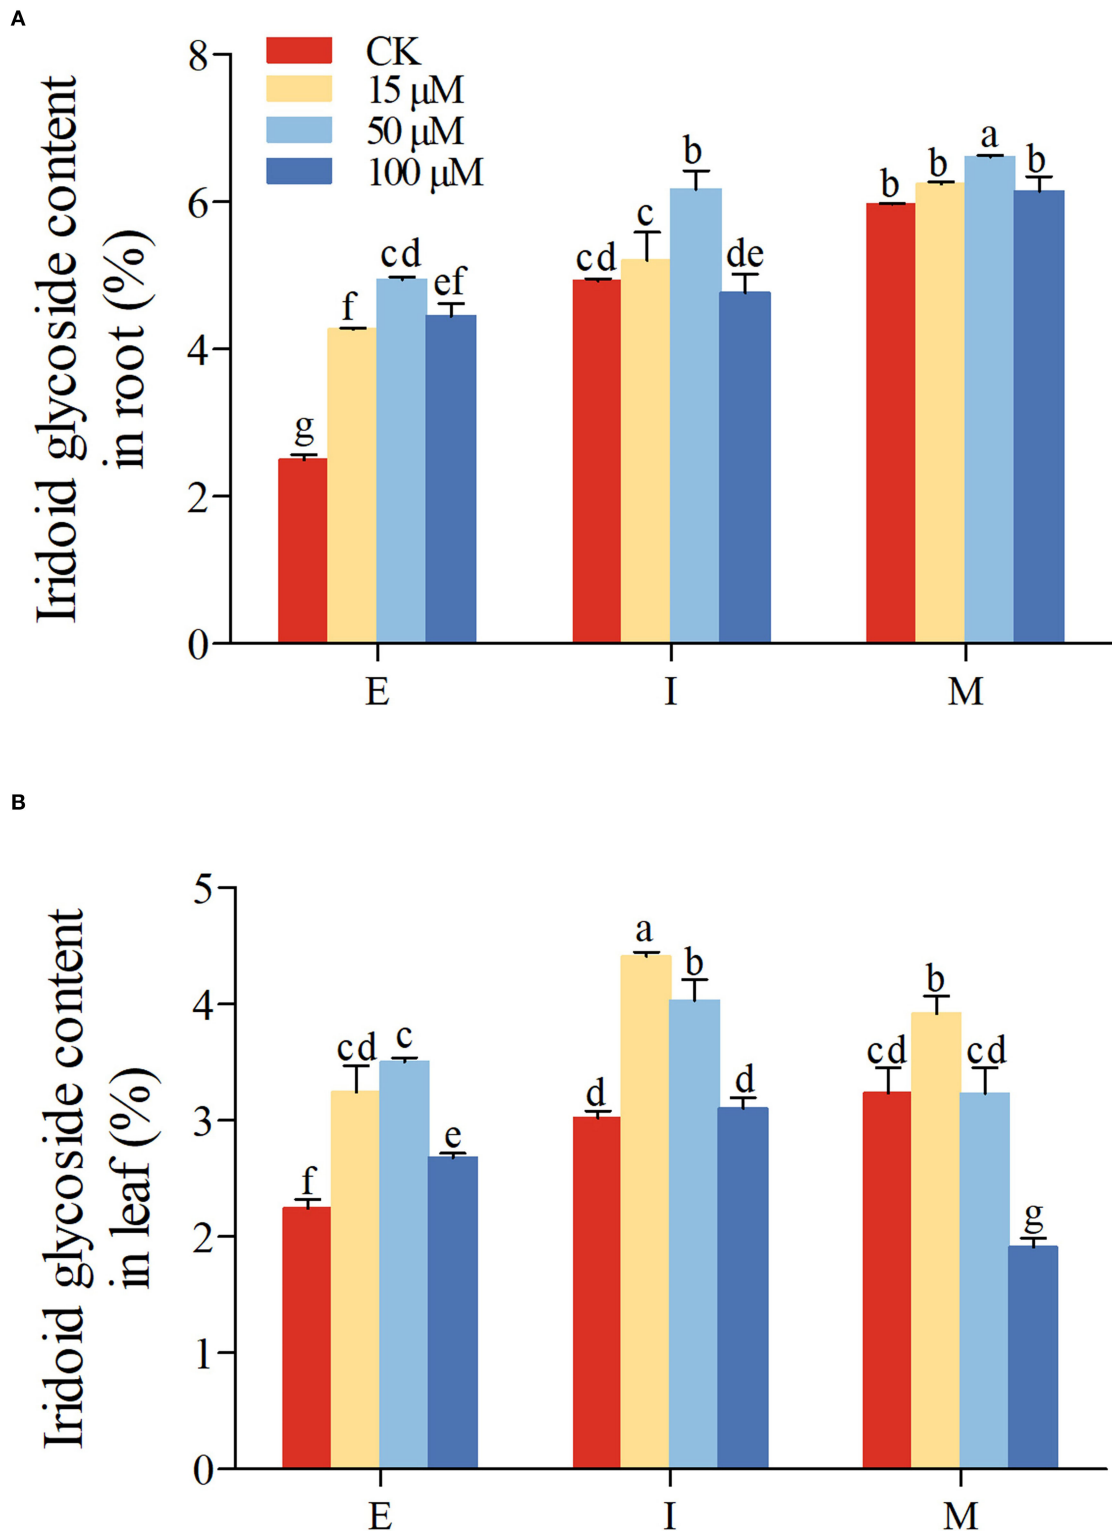 A
Iridoid glycoside content
in root (%)
CK
15 μM
50 μM
100 μM
8
6
4
2
0
g
f
cd
ef
cd
c
b
de
b
b
a
b
E
I
M
B
Iridoid glycoside content
in leaf (%)
5
4
3
2
1
0
f
cd
c
e
d
a
b
d
cd
b
cd
g
E
I
M